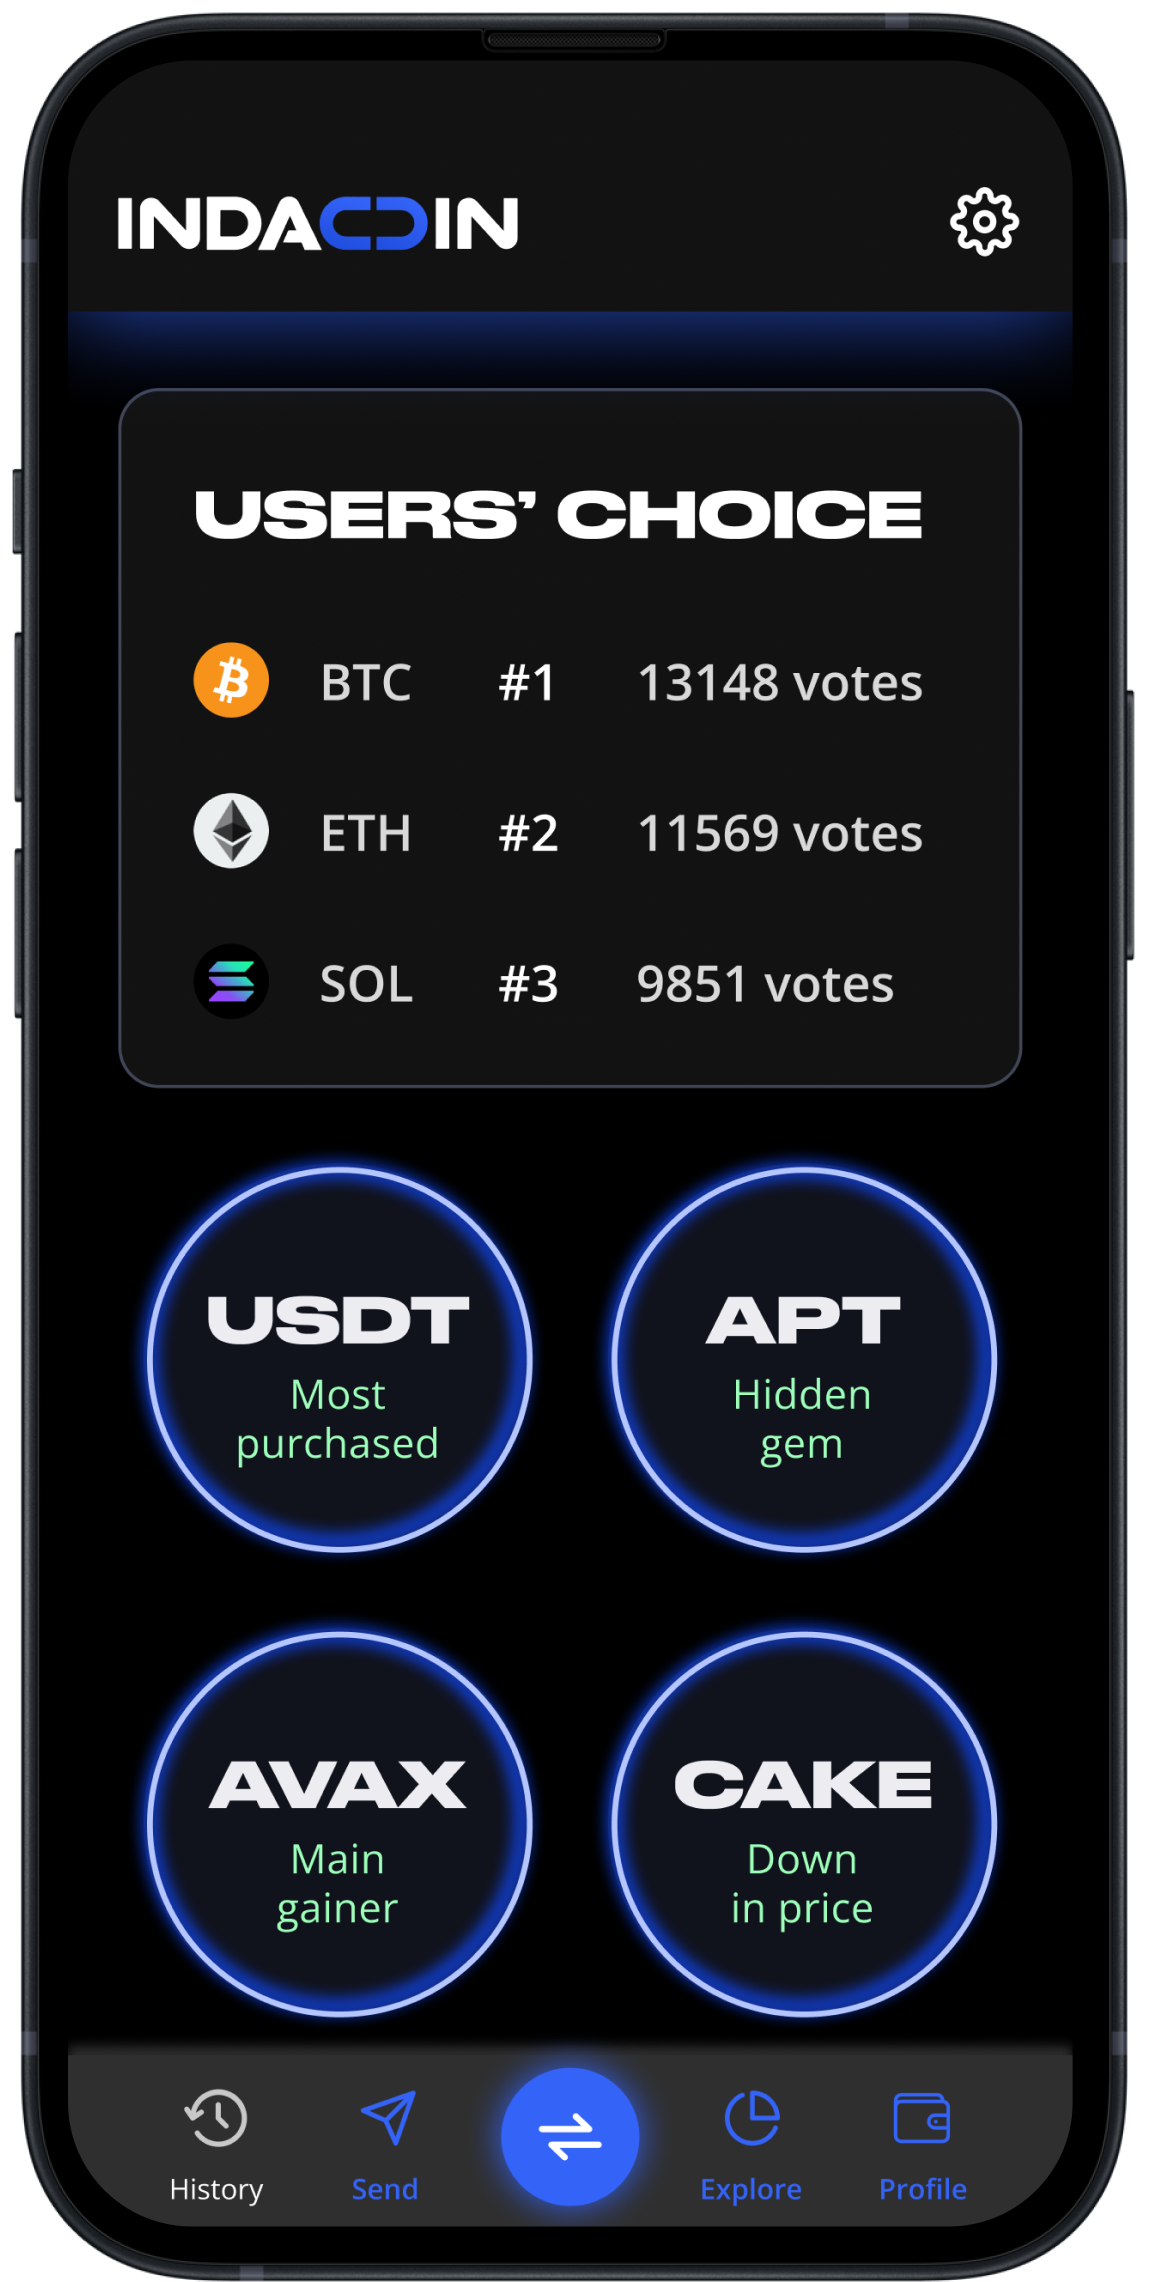 INDACOIN
USERS’ CHOICE
BTC #1 13148 votes
ETH #2 11569 votes
SOL #3 9851 votes
USDT
Most
purchased
APT
Hidden
gem
AVAX
Main
gainer
CAKE
Down
in price
History Send Explore Profile